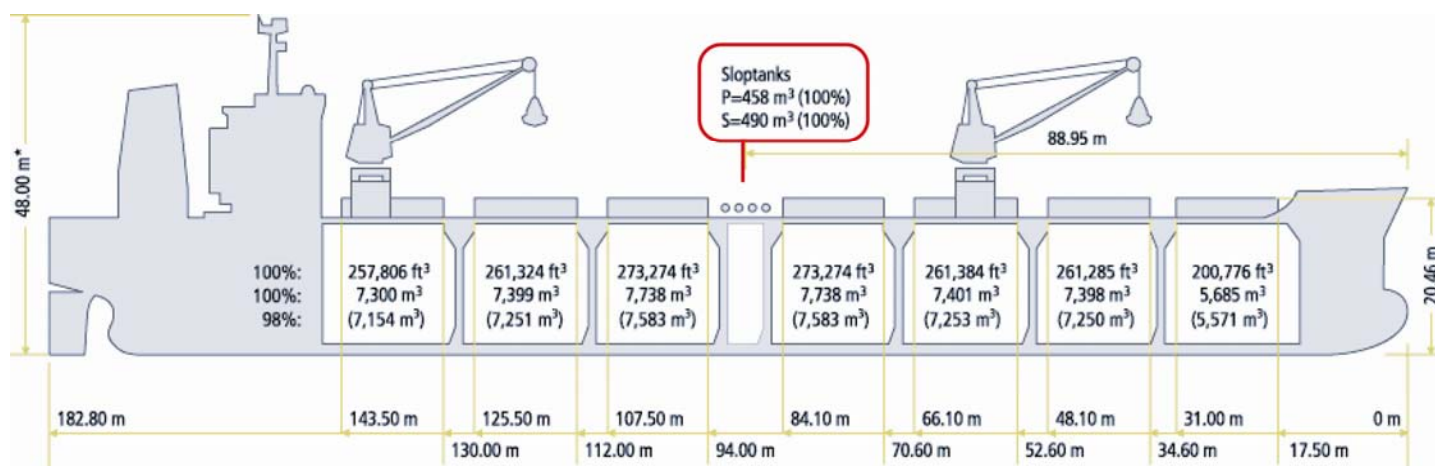 Sloptanks
P=458 m³ (100%)
S=490 m³ (100%)
88.95 m
48.00 m*
20.46 m
100%: 257,806 ft³ 261,324 ft³ 273,274 ft³ 273,274 ft³ 261,384 ft³ 261,285 ft³ 200,776 ft³
100%: 7,300 m³ 7,399 m³ 7,738 m³ 7,738 m³ 7,401 m³ 7,398 m³ 5,685 m³
98%: (7,154 m³) (7,251 m³) (7,583 m³) (7,583 m³) (7,253 m³) (7,250 m³) (5,571 m³)
182.80 m 143.50 m 125.50 m 107.50 m 84.10 m 66.10 m 48.10 m 31.00 m 0 m
130.00 m 112.00 m 94.00 m 70.60 m 52.60 m 34.60 m 17.50 m